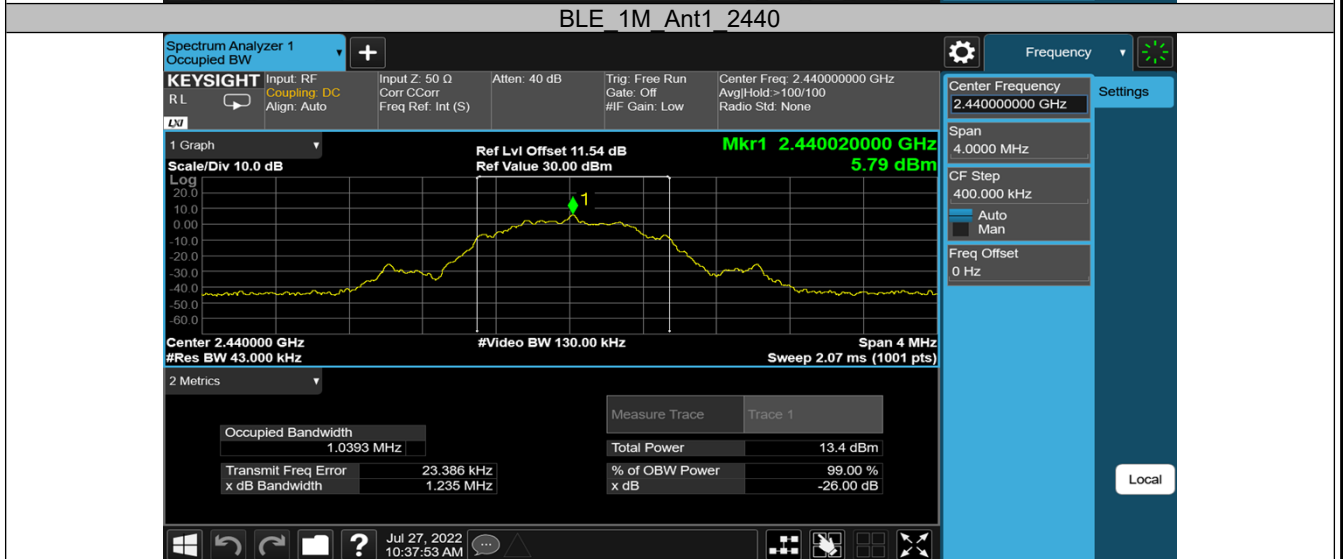 BLE_1M_Ant1_2440
Spectrum Analyzer 1
Occupied BW
Frequency
KEYSIGHT
R L
LXI
Input: RF
Coupling: DC
Align: Auto
Input Z: 50 Ω
Corr CCorr
Freq Ref: Int (S)
Atten: 40 dB
Trig: Free Run
Gate: Off
#IF Gain: Low
Center Freq: 2.440000000 GHz
Avg|Hold:>100/100
Radio Std: None
Center Frequency
2.440000000 GHz
Settings
Span
4.0000 MHz
CF Step
400.000 kHz
Auto
Man
Freq Offset
0 Hz
1 Graph
Scale/Div 10.0 dB
Ref Lvl Offset 11.54 dB
Ref Value 30.00 dBm
Mkr1 2.440020000 GHz
5.79 dBm
Log
20.0
10.0
0.00
-10.0
-20.0
-30.0
-40.0
-50.0
-60.0
1
Center 2.440000 GHz
#Res BW 43.000 kHz
#Video BW 130.00 kHz
Span 4 MHz
Sweep 2.07 ms (1001 pts)
2 Metrics
Measure Trace Trace 1
Occupied Bandwidth
1.0393 MHz
Total Power 13.4 dBm
Transmit Freq Error 23.386 kHz
% of OBW Power 99.00 %
x dB Bandwidth 1.235 MHz
x dB -26.00 dB
Local
?
Jul 27, 2022
10:37:53 AM